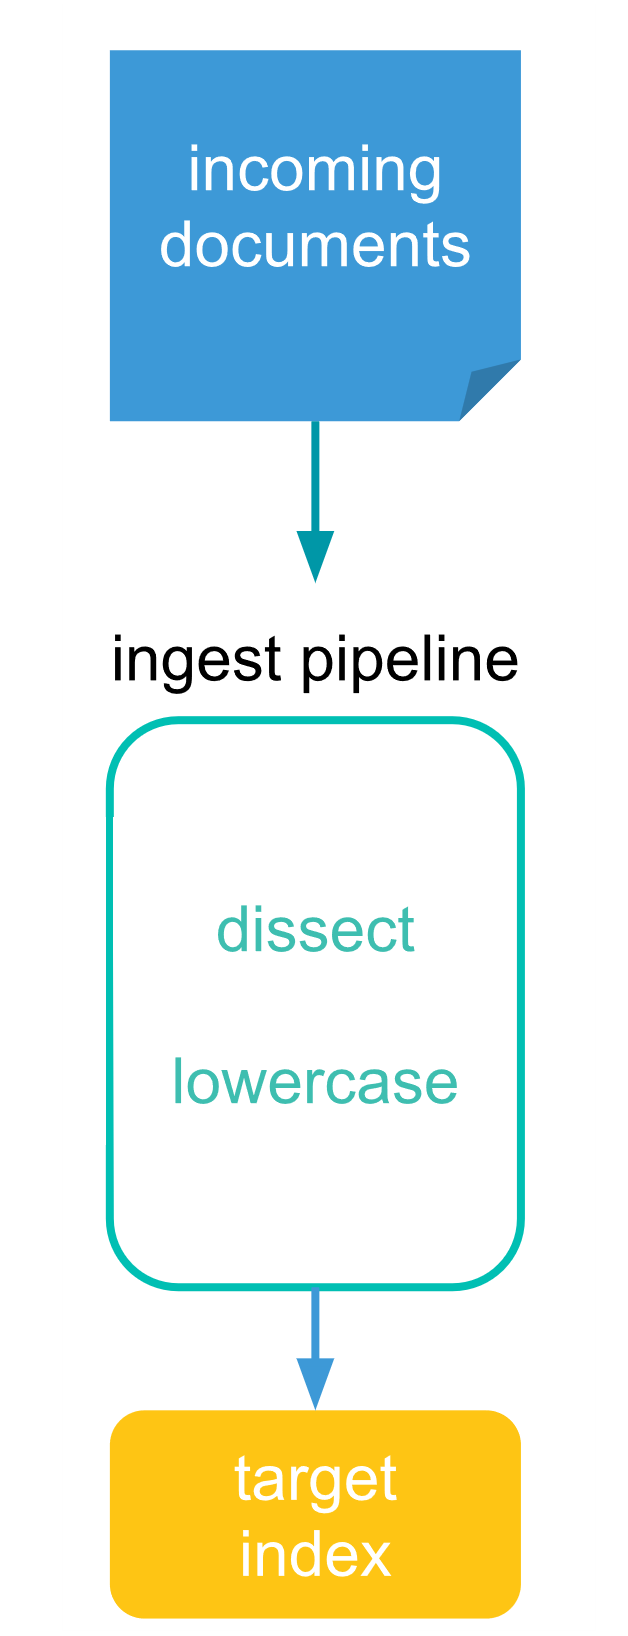 incoming
documents
ingest pipeline
dissect
lowercase
target
index